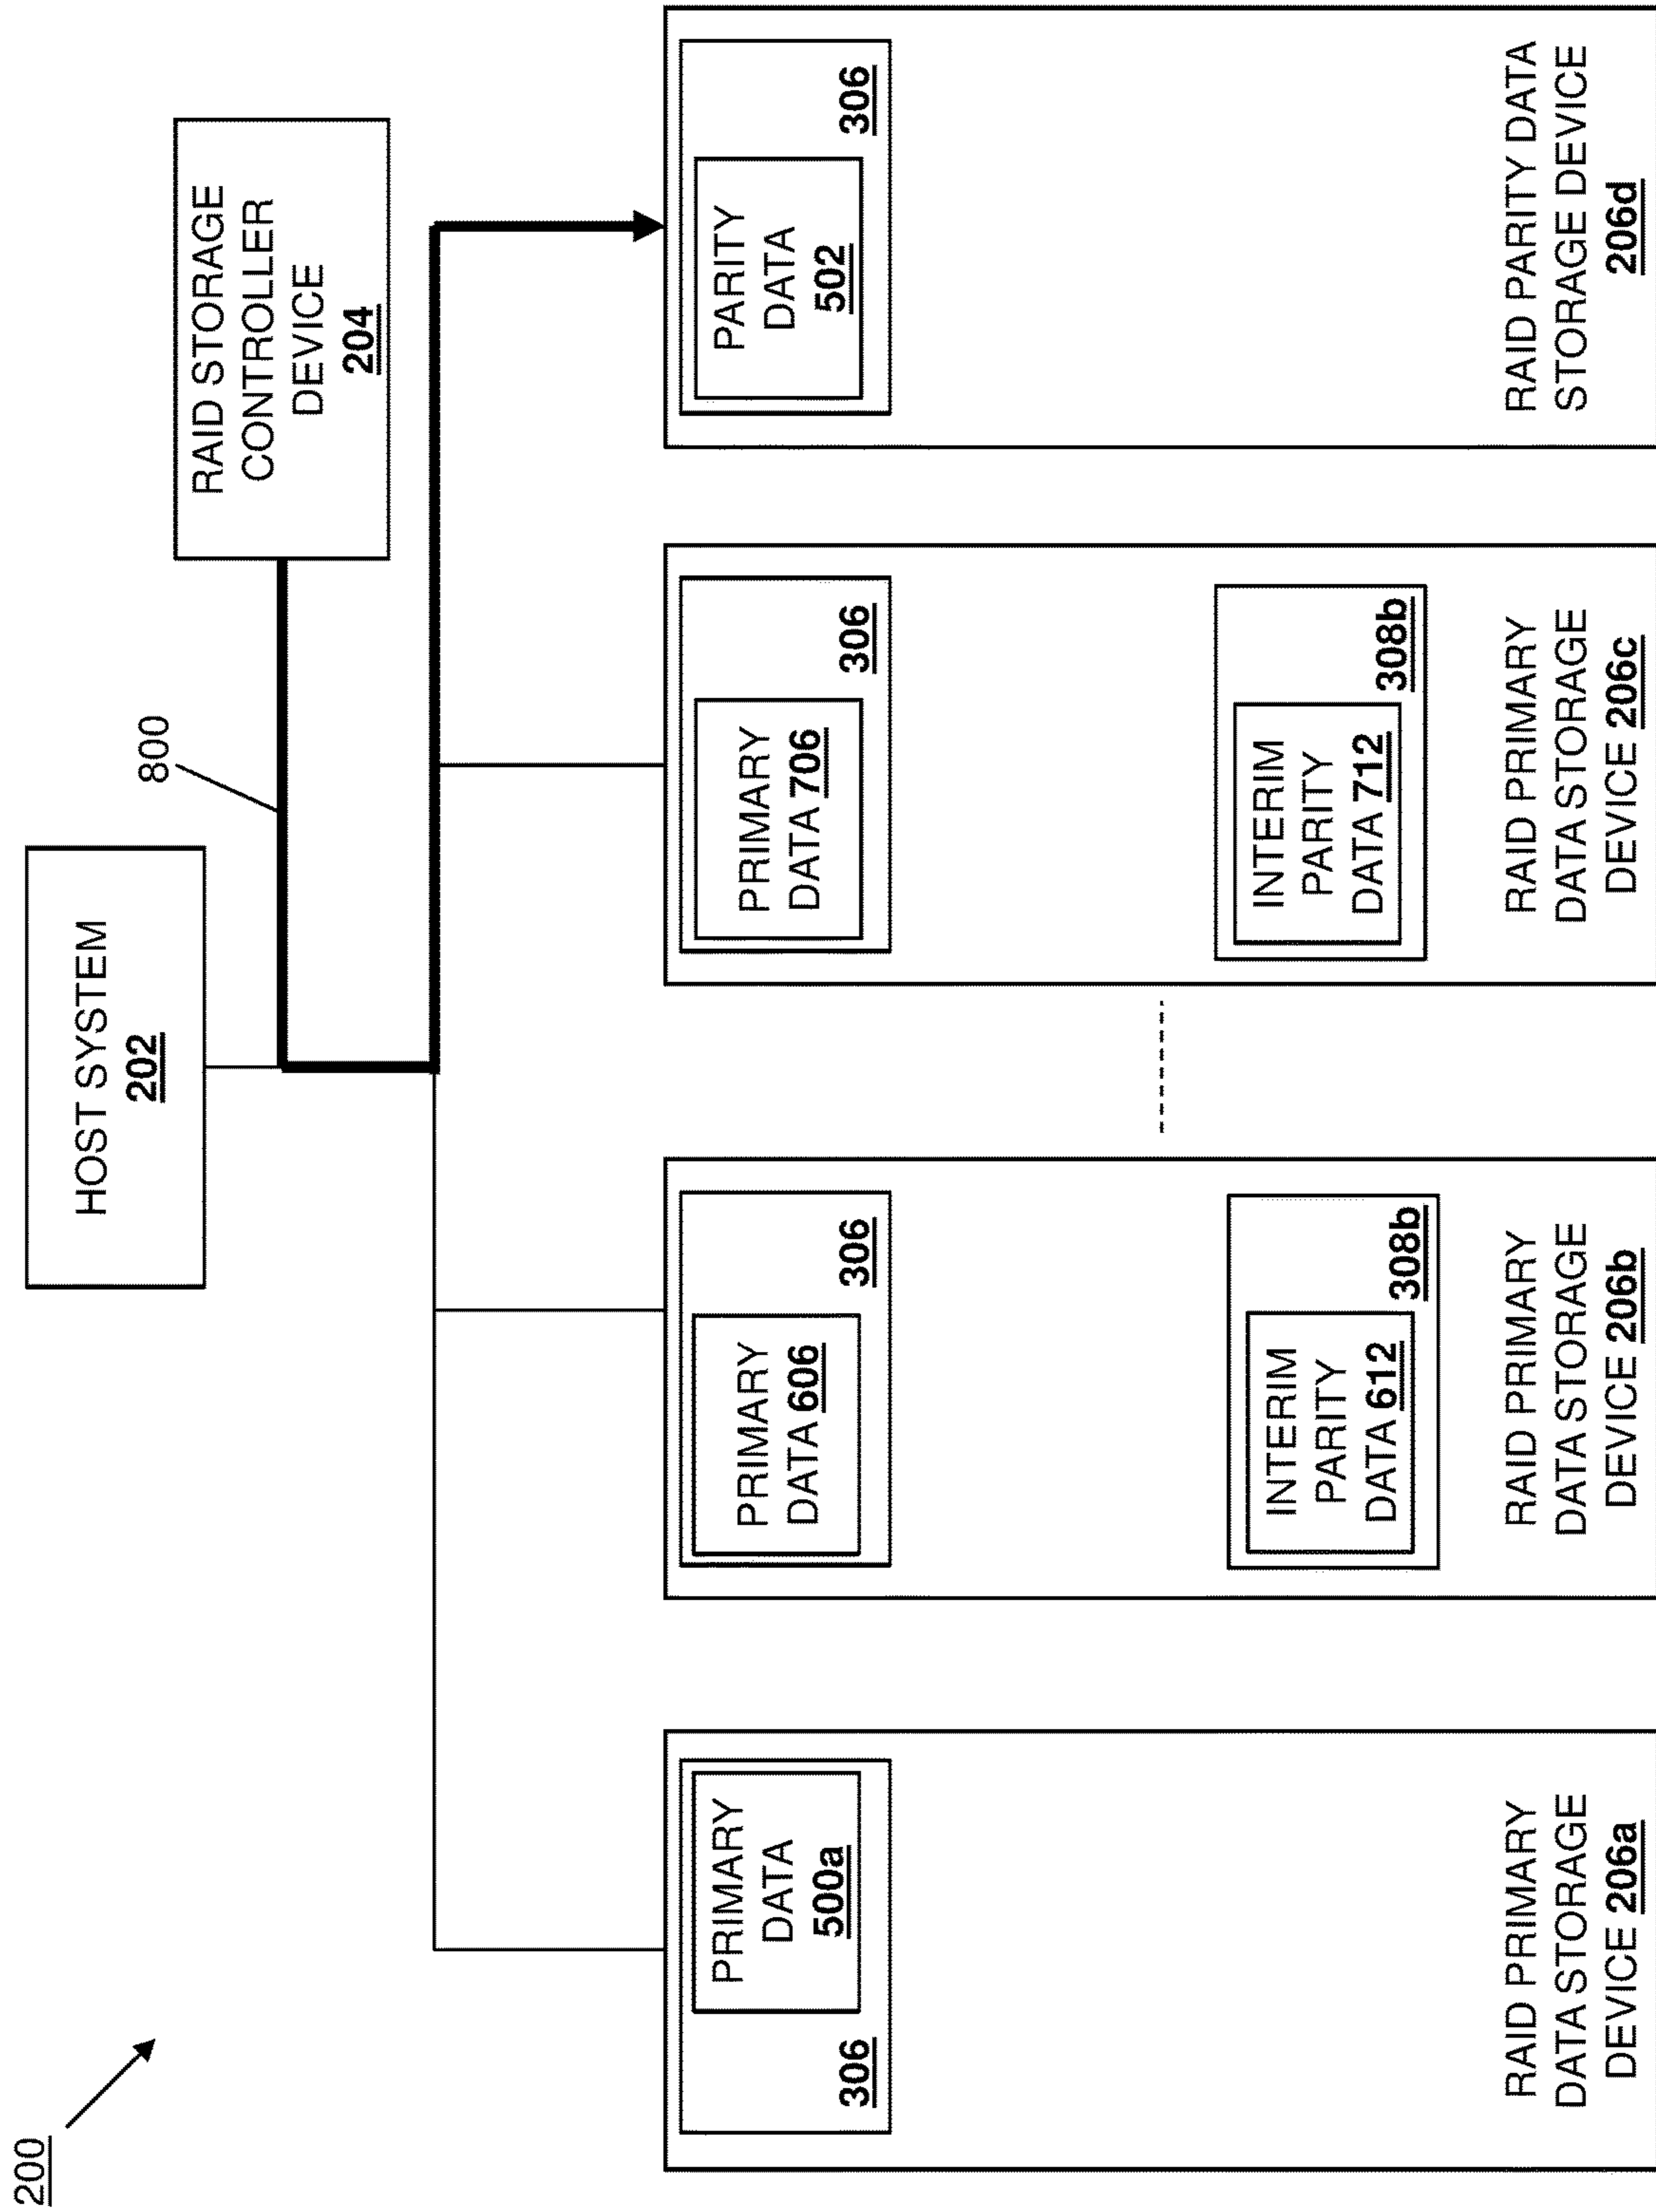 200
HOST SYSTEM
202
800
RAID STORAGE
CONTROLLER
DEVICE
204
PRIMARY
DATA
500a
306
RAID PRIMARY
DATA STORAGE
DEVICE 206a
PRIMARY
DATA 606
306
INTERIM
PARITY
DATA 612
308b
RAID PRIMARY
DATA STORAGE
DEVICE 206b
PRIMARY
DATA 706
306
INTERIM
PARITY
DATA 712
308b
RAID PRIMARY
DATA STORAGE
DEVICE 206c
PARITY
DATA
502
306
RAID PARITY DATA
STORAGE DEVICE
206d